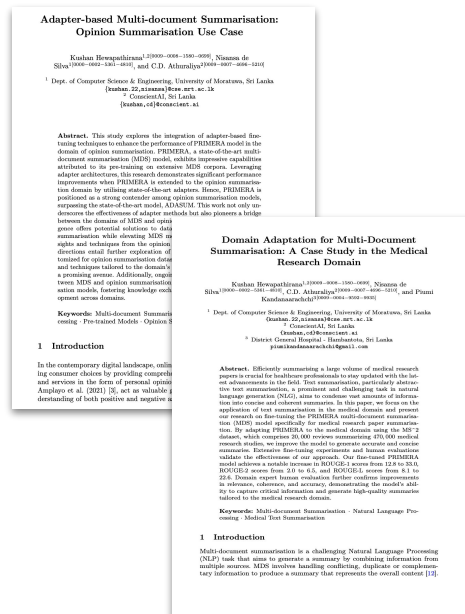 Adapter-based Multi-document Summarisation:
Opinion Summarisation Use Case
Kushan Hewapathirana1,2[0009−0008−1580−0699], Nisansa de
Silva1[0000−0002−5361−4810], and C.D. Athuraliya2[0009−0007−4696−5210]
1 Dept. of Computer Science & Engineering, University of Moratuwa, Sri Lanka
{kushan.22,nisansa}@cse.mrt.ac.lk
2 ConscientAI, Sri Lanka
{kushan,cd}@conscient.ai
Abstract. This study explores the integration of adapter-based fine-
tuning techniques to enhance the performance of PRIMERA model in the
domain of opinion summarisation. PRIMERA, a state-of-the-art multi-
document summarisation (MDS) model, exhibits impressive capabilities
attributed to its pre-training on extensive MDS corpora. Leveraging
adapter architectures, this research demonstrates significant performance
improvements when PRIMERA is extended to the opinion summarisa-
tion domain by utilising state-of-the-art adapters. Hence, PRIMERA is
positioned as a strong contender among opinion summarisation models,
surpassing the state-of-the-art model, ADASUM. This work not only un-
derscores the effectiveness of adapter methods but also pioneers a bridge
between the domains of MDS and opini
gence offers potential solutions to data
summarisation while elevating MDS m
sights and techniques from the opinion
directions entail further exploration of
tomized for opinion summarisation datas
and techniques tailored to the domain's
a promising avenue. Additionally, ongoi
tween MDS and opinion summarisation
ation models, fostering knowledge exch
opment across domains.
Keywords: Multi-document Summaris
cessing · Pre-trained Models · Opinion S
1 Introduction
In the contemporary digital landscape, onlin
ing consumer choices by providing comprehe
and services in the form of personal opinio
Amplayo et al. (2021) [3], act as valuable g
derstanding of both positive and negative a
Domain Adaptation for Multi-Document
Summarisation: A Case Study in the Medical
Research Domain
Kushan Hewapathirana1,2[0009−0008−1580−0699], Nisansa de
Silva1[0000−0002−5361−4810], C.D. Athuraliya2[0009−0007−4696−5210], and Piumi
Kandanaarachchi3[0009−0004−8593−8935]
1 Dept. of Computer Science & Engineering, University of Moratuwa, Sri Lanka
{kushan.22,nisansa}@cse.mrt.ac.lk
2 ConscientAI, Sri Lanka
{kushan,cd}@conscient.ai
3 District General Hospital - Hambantota, Sri Lanka
piumikandanaarachchi@gmail.com
Abstract. Efficiently summarising a large volume of medical research
papers is crucial for healthcare professionals to stay updated with the lat-
est advancements in the field. Text summarisation, particularly abstrac-
tive text summarisation, a prominent and challenging task in natural
language generation (NLG), aims to condense vast amounts of informa-
tion into concise and coherent summaries. In this paper, we focus on the
application of text summarisation in the medical domain and present
our research on fine-tuning the PRIMERA multi-document summarisa-
tion (MDS) model specifically for medical research paper summarisa-
tion. By adapting PRIMERA to the medical domain using the MS^2
dataset, which comprises 20,000 reviews summarising 470,000 medical
research studies, we improve the model to generate accurate and concise
summaries. Extensive fine-tuning experiments and human evaluations
validate the effectiveness of our approach. Our fine-tuned PRIMERA
model achieves a notable increase in ROUGE-1 scores from 12.8 to 33.0,
ROUGE-2 scores from 2.0 to 6.5, and ROUGE-L scores from 8.1 to
22.6. Domain expert human evaluation further confirms improvements
in relevance, coherence, and accuracy, demonstrating the model's abil-
ity to capture critical information and generate high-quality summaries
tailored to the medical research domain.
Keywords: Multi-document Summarisation · Natural Language Pro-
cessing · Medical Text Summarisation
1 Introduction
Multi-document summarisation is a challenging Natural Language Processing
(NLP) task that aims to generate a summary by combining information from
multiple sources. MDS involves handling conflicting, duplicate or complemen-
tary information to produce a summary that represents the overall content [12].